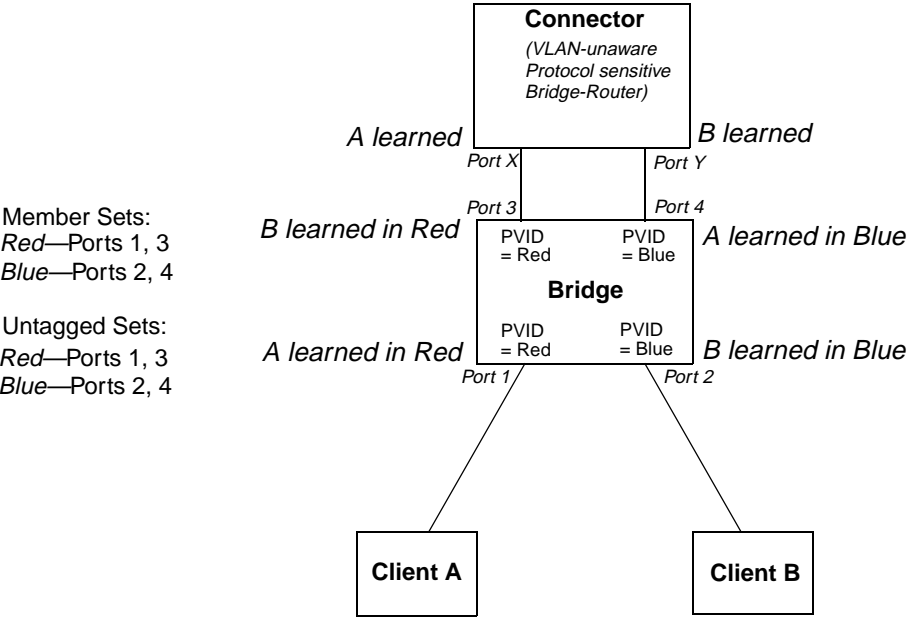 Connector
(VLAN-unaware
Protocol sensitive
Bridge-Router)
A learned
B learned
Port X
Port Y
Port 3
Port 4
Member Sets:
Red—Ports 1, 3
Blue—Ports 2, 4
B learned in Red
PVID
= Red
PVID
= Blue
A learned in Blue
Bridge
Untagged Sets:
Red—Ports 1, 3
Blue—Ports 2, 4
A learned in Red
PVID
= Red
PVID
= Blue
B learned in Blue
Port 1
Port 2
Client A
Client B